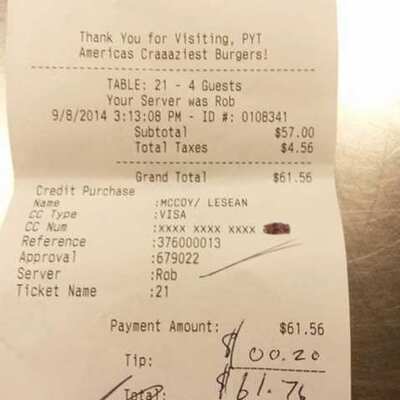 Thank You for Visiting, PYT
Americas Craaaziest Burgers!
TABLE: 21 - 4 Guests
Your Server was Rob
9/8/2014 3:13:08 PM - ID #: 0108341
Subtotal $57.00
Total Taxes $4.56
Grand Total $61.56
Credit Purchase
Name :MCCOY/ LESEAN
CC Type :VISA
CC Num :XXXX XXXX XXXX
Reference :376000013
Approval :679022
Server :Rob
Ticket Name :21
Payment Amount: $61.56
Tip: $ 00.20
Total: $61.76